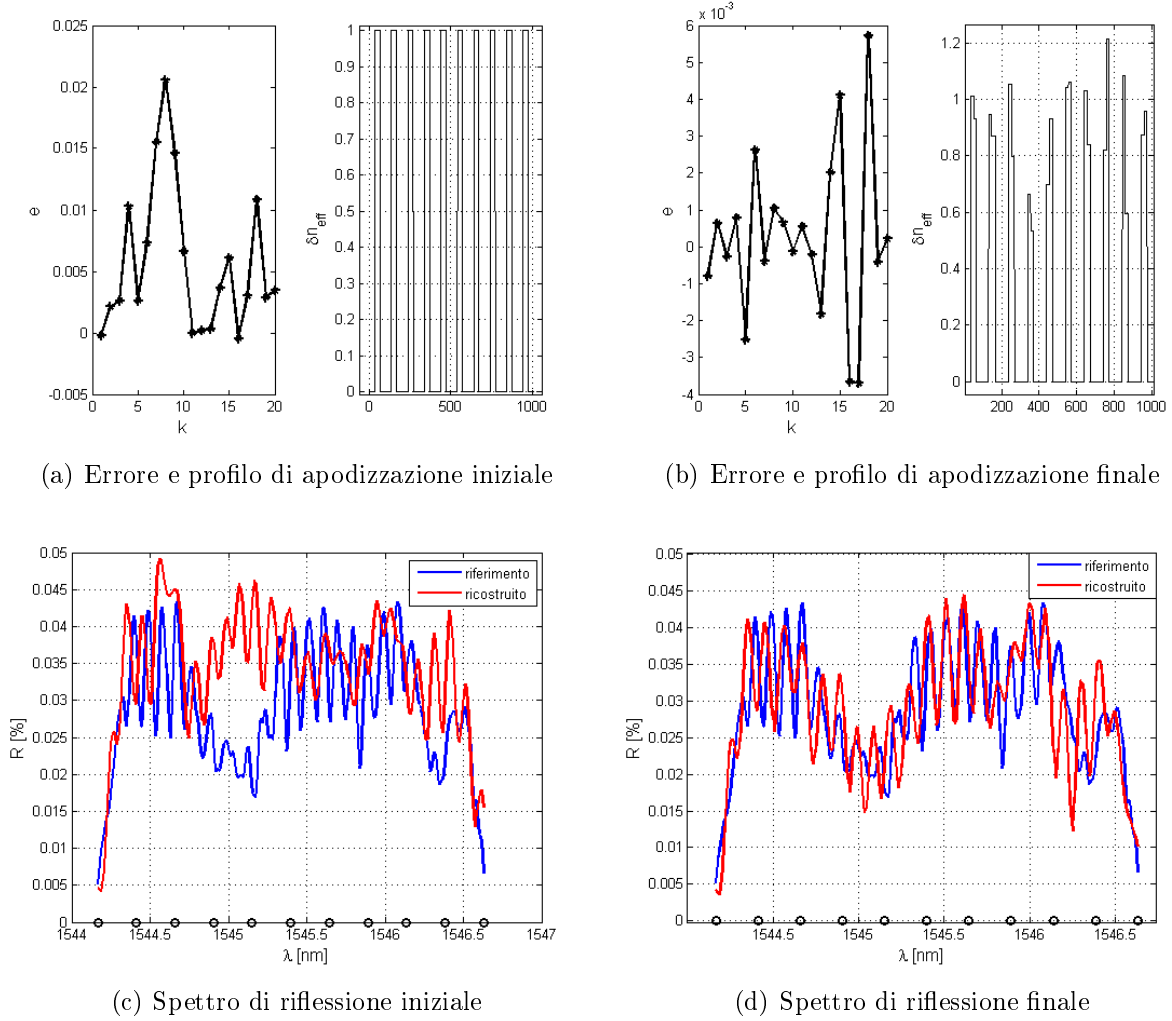 0.025
0.02
0.015
0.01
0.005
0
-0.005
e
0 5 10 15 20
k
1
0.9
0.8
0.7
0.6
0.5
0.4
0.3
0.2
0.1
0
δn_eff
0 500 1000
(a) Errore e profilo di apodizzazione iniziale
x 10^-3
6
5
4
3
2
1
0
-1
-2
-3
-4
e
0 5 10 15 20
k
1.2
1
0.8
0.6
0.4
0.2
0
δn_eff
200 400 600 800 1000
(b) Errore e profilo di apodizzazione finale
0.05
0.045
0.04
0.035
0.03
0.025
0.02
0.015
0.01
0.005
0
R [%]
riferimento
ricostruito
1544 1544.5 1545 1545.5 1546 1546.5 1547
λ [nm]
(c) Spettro di riflessione iniziale
0.05
0.045
0.04
0.035
0.03
0.025
0.02
0.015
0.01
0.005
0
R [%]
riferimento
ricostruito
1544.5 1545 1545.5 1546 1546.5
λ [nm]
(d) Spettro di riflessione finale